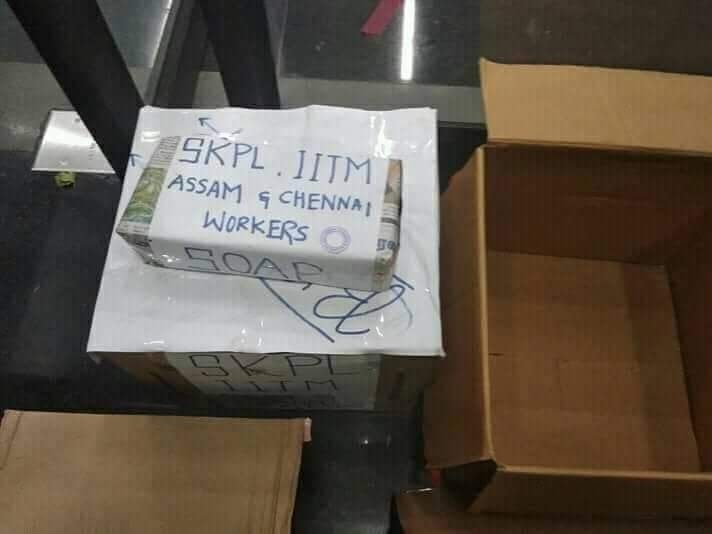 SKPL. IITM
ASSAM & CHENNAI
WORKERS
SOAP
SKPL
IITM